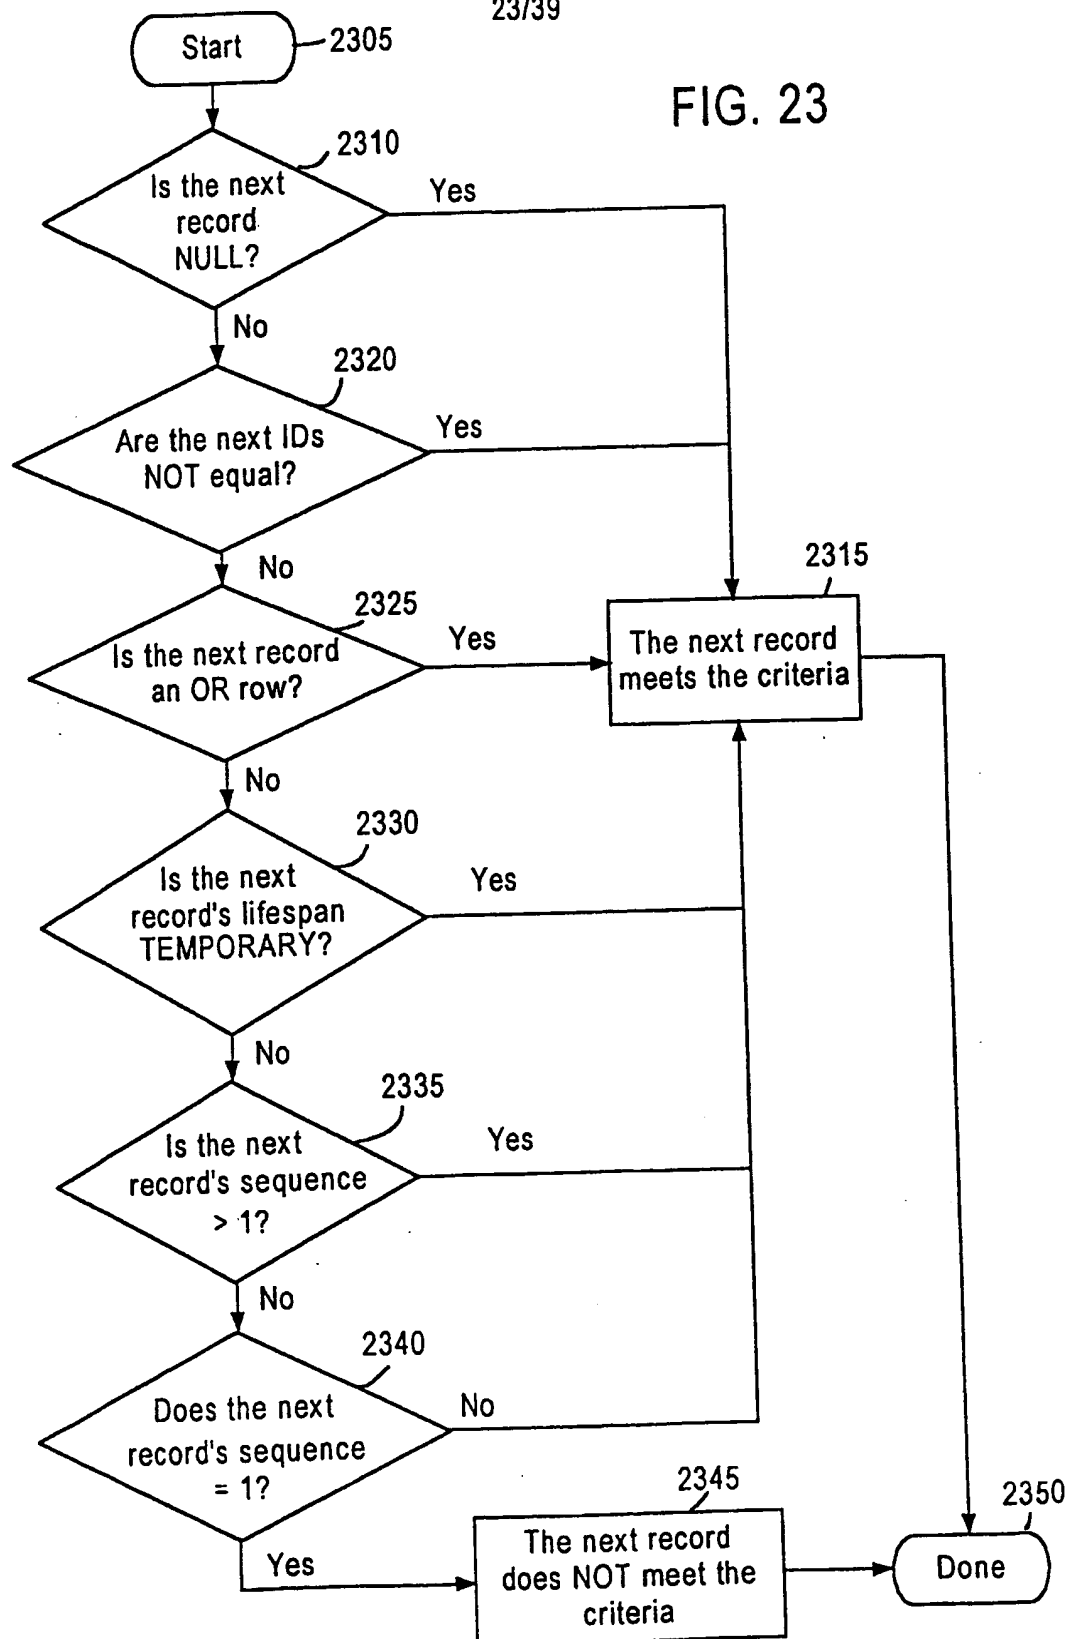 23/39
FIG. 23
Start
2305
2310
Is the next
record
NULL?
Yes
No
2320
Are the next IDs
NOT equal?
Yes
No
2325
Is the next record
an OR row?
Yes
2315
The next record
meets the criteria
No
2330
Is the next
record's lifespan
TEMPORARY?
Yes
No
2335
Is the next
record's sequence
> 1?
Yes
No
2340
Does the next
record's sequence
= 1?
No
Yes
2345
The next record
does NOT meet the
criteria
2350
Done